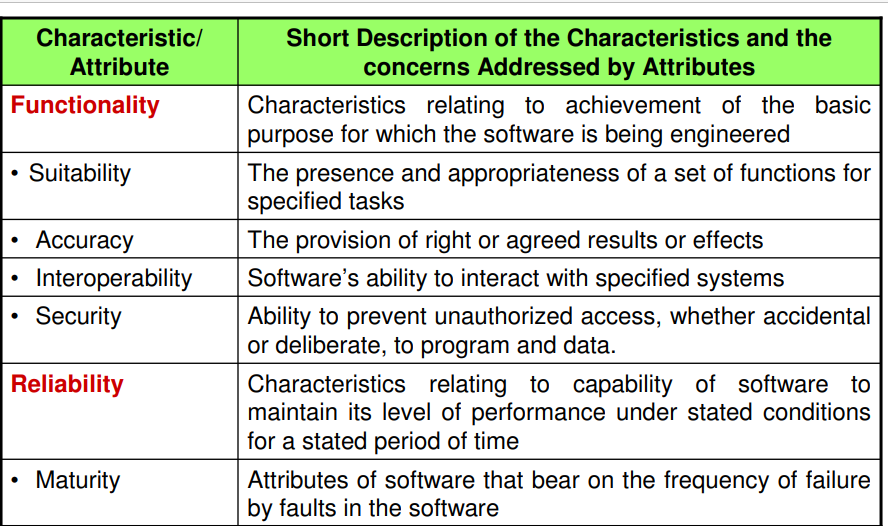 Characteristic/
Attribute
Short Description of the Characteristics and the
concerns Addressed by Attributes
Functionality
Characteristics relating to achievement of the basic
purpose for which the software is being engineered
• Suitability
The presence and appropriateness of a set of functions for
specified tasks
• Accuracy
The provision of right or agreed results or effects
• Interoperability
Software’s ability to interact with specified systems
• Security
Ability to prevent unauthorized access, whether accidental
or deliberate, to program and data.
Reliability
Characteristics relating to capability of software to
maintain its level of performance under stated conditions
for a stated period of time
• Maturity
Attributes of software that bear on the frequency of failure
by faults in the software